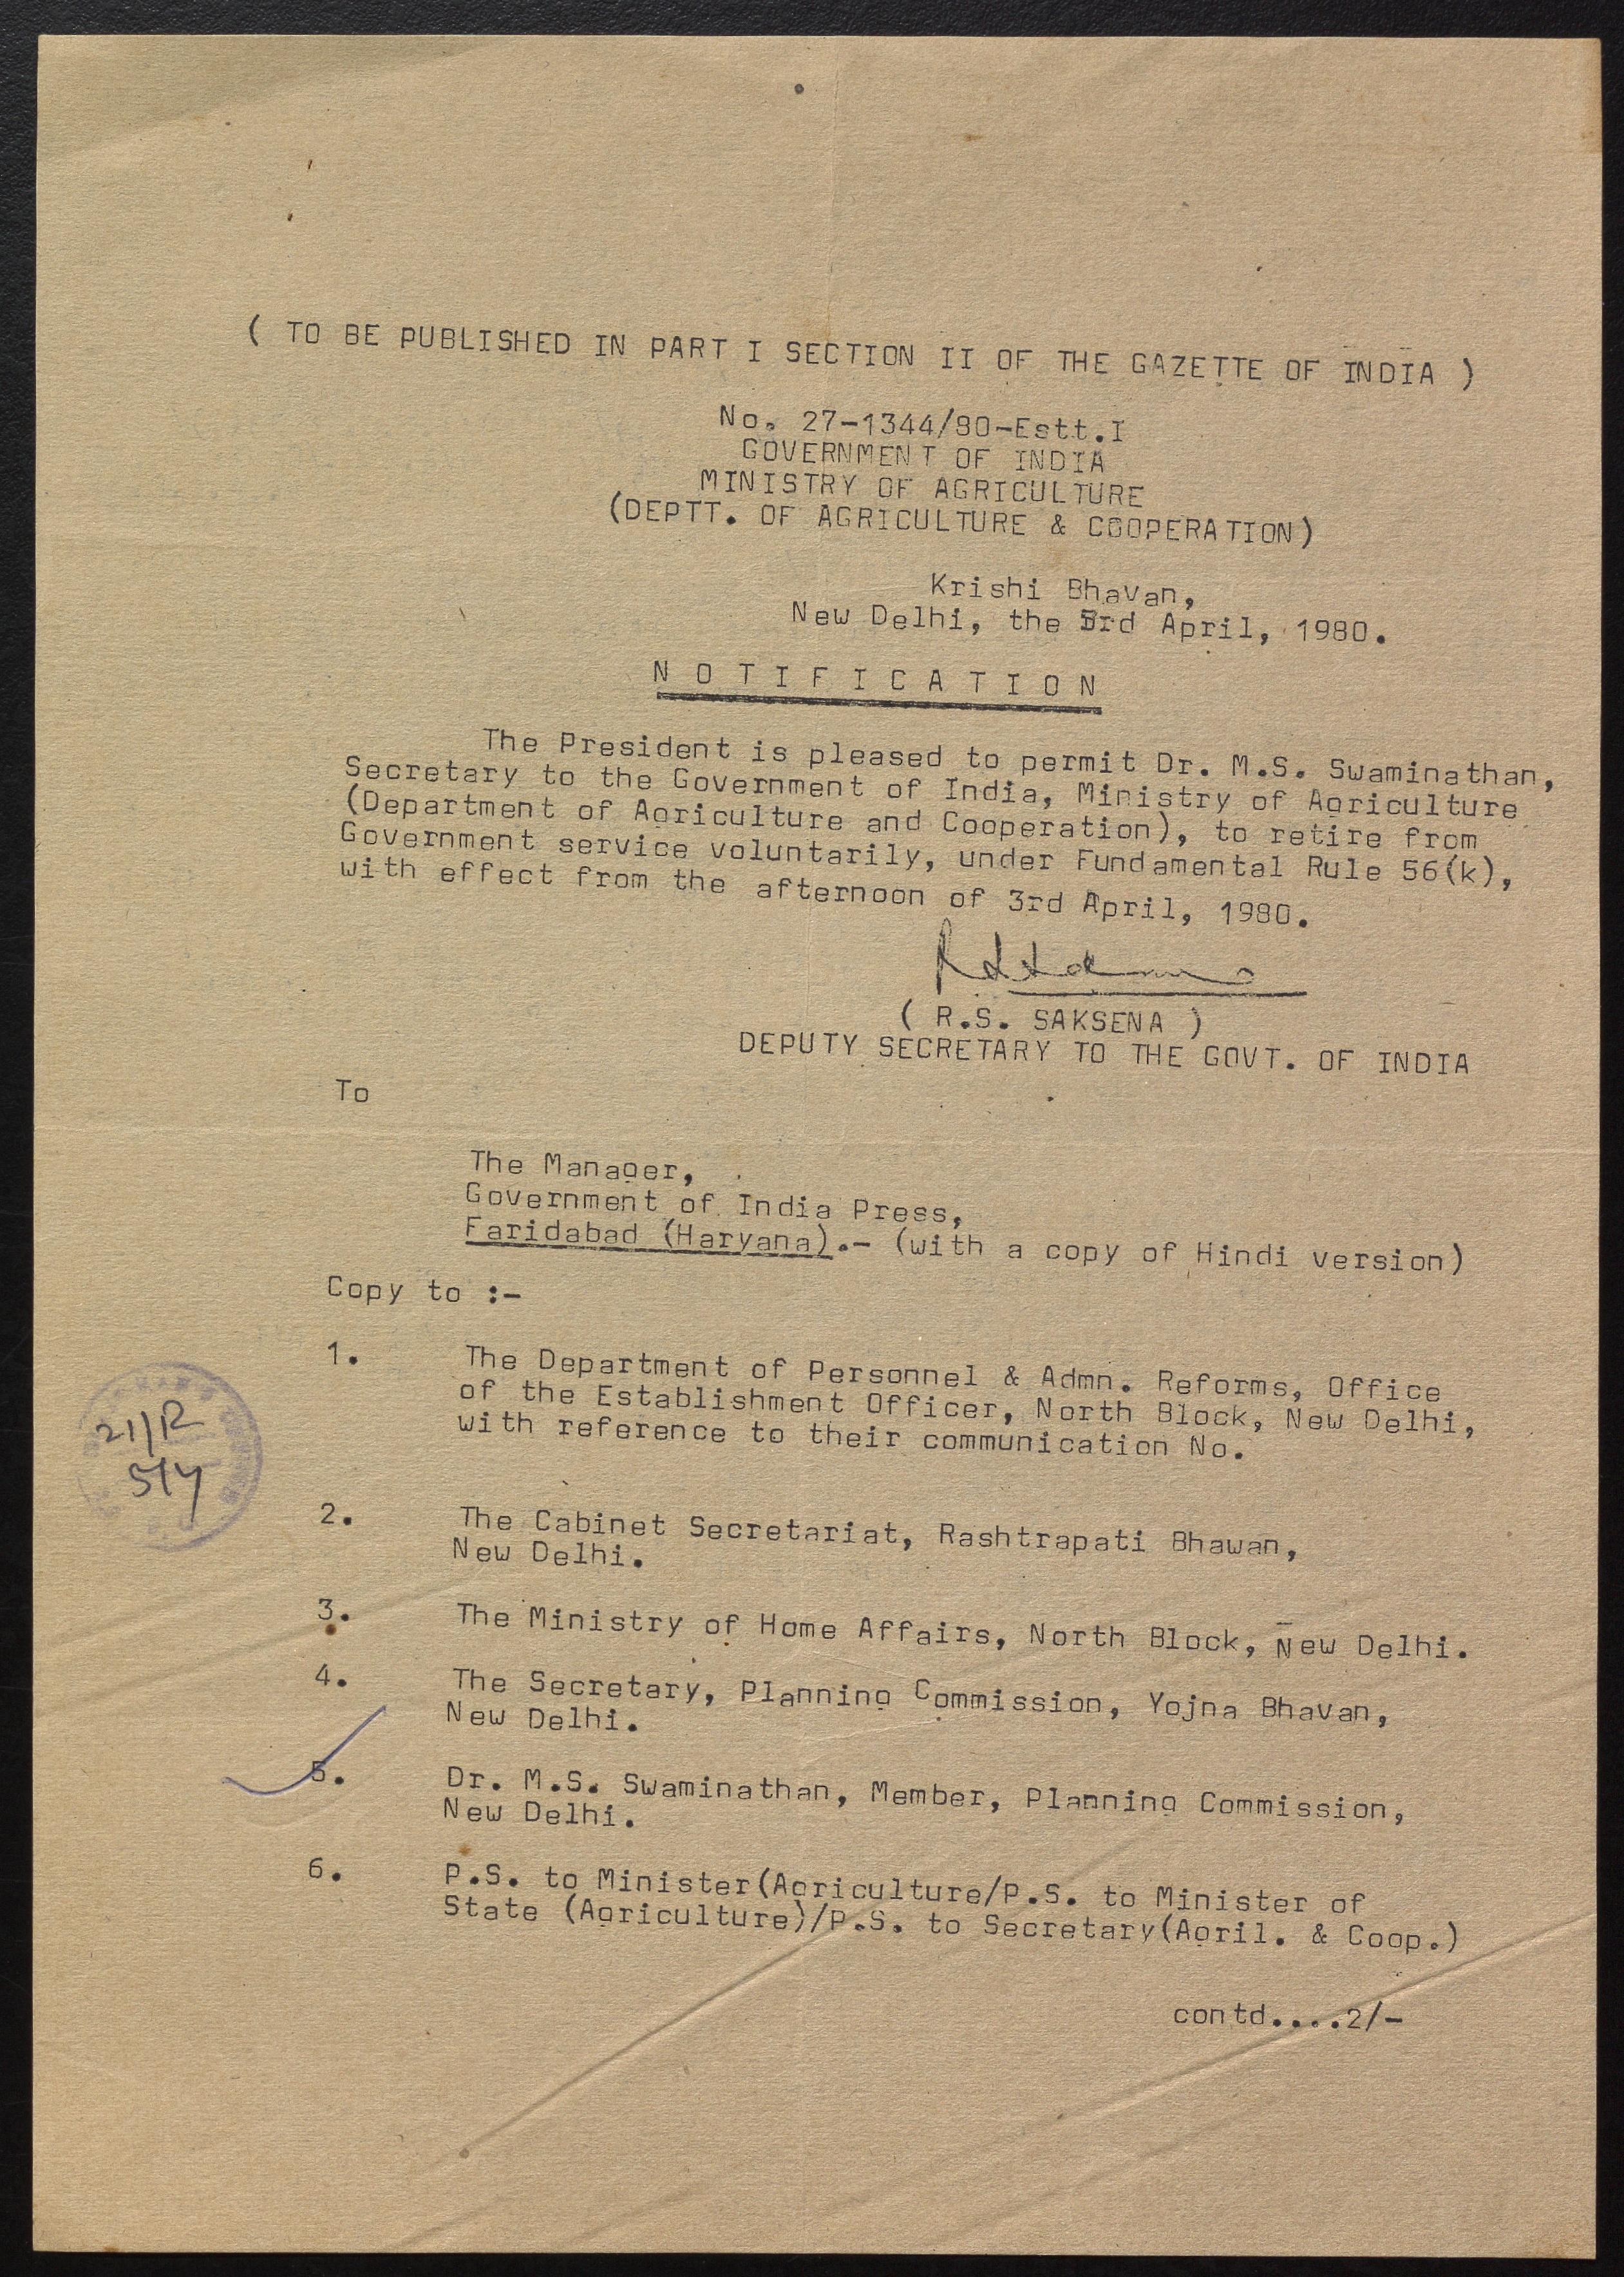 ( TO BE PUBLISHED IN PART I SECTION II OF THE GAZETTE OF INDIA )
No. 27-1344/80-Estt.I
GOVERNMENT OF INDIA
MINISTRY OF AGRICULTURE
(DEPTT. OF AGRICULTURE & COOPERATION)
Krishi Bhavan,
New Delhi, the 3rd April, 1980.
N O T I F I C A T I O N
The President is pleased to permit Dr. M.S. Swaminathan,
Secretary to the Government of India, Ministry of Agriculture
(Department of Agriculture and Cooperation), to retire from
Government service voluntarily, under Fundamental Rule 56(k),
with effect from the afternoon of 3rd April, 1980.
( R.S. SAKSENA )
DEPUTY SECRETARY TO THE GOVT. OF INDIA
To
The Manager,
Government of India Press,
Faridabad (Haryana).- (with a copy of Hindi version)
Copy to :-
1. The Department of Personnel & Admn. Reforms, Office
of the Establishment Officer, North Block, New Delhi,
with reference to their communication No.
21/R
5/4
2. The Cabinet Secretariat, Rashtrapati Bhawan,
New Delhi.
3. The Ministry of Home Affairs, North Block, New Delhi.
4. The Secretary, Planning Commission, Yojna Bhavan,
New Delhi.
5. Dr. M.S. Swaminathan, Member, Planning Commission,
New Delhi.
6. P.S. to Minister(Agriculture/P.S. to Minister of
State (Agriculture)/P.S. to Secretary(Agril. & Coop.)
contd....2/-